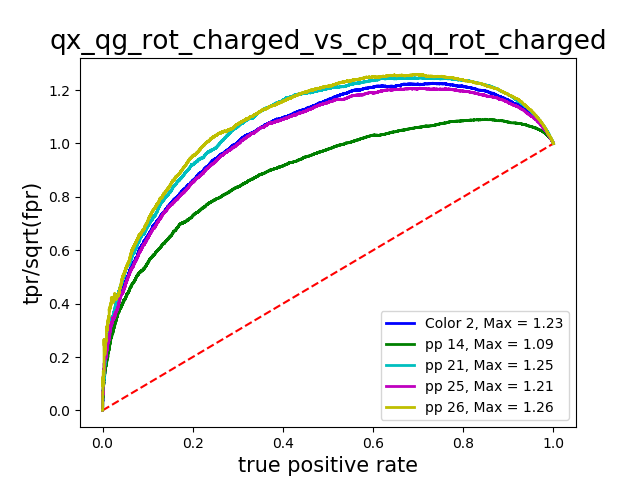 qx_qg_rot_charged_vs_cp_qq_rot_charged
tpr/sqrt(fpr)
1.2
1.0
0.8
0.6
0.4
0.2
0.0
Color 2, Max = 1.23
pp 14, Max = 1.09
pp 21, Max = 1.25
pp 25, Max = 1.21
pp 26, Max = 1.26
0.0 0.2 0.4 0.6 0.8 1.0
true positive rate